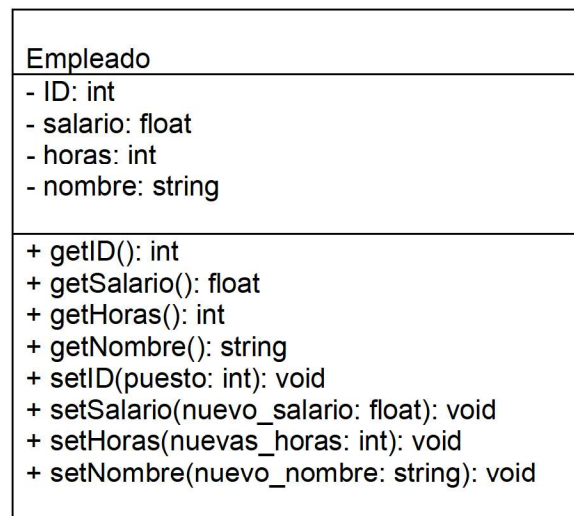 Empleado
- ID: int
- salario: float
- horas: int
- nombre: string
+ getID(): int
+ getSalario(): float
+ getHoras(): int
+ getNombre(): string
+ setID(puesto: int): void
+ setSalario(nuevo_salario: float): void
+ setHoras(nuevas_horas: int): void
+ setNombre(nuevo_nombre: string): void